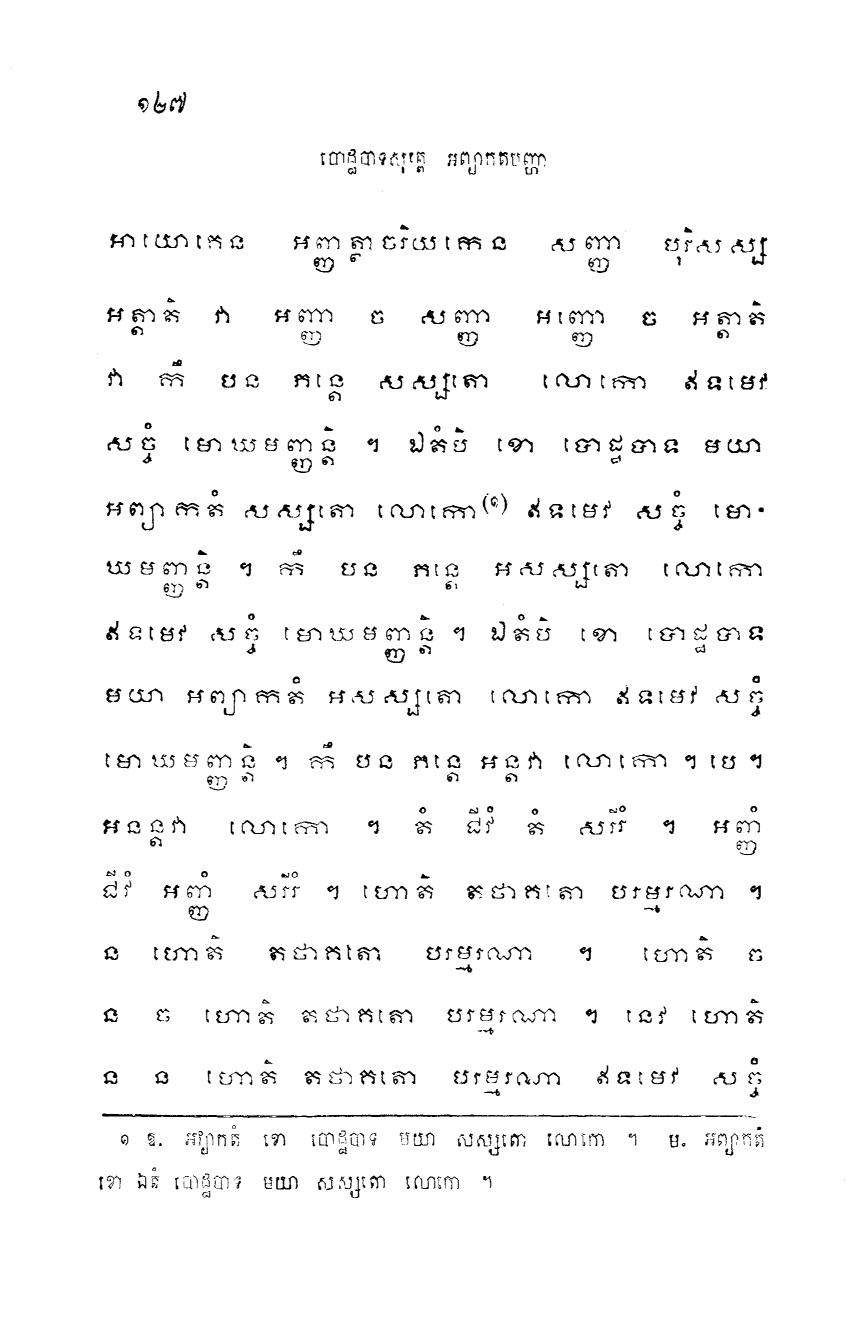 ១២៧
បោដ្ឋបាទសុត្តេ អព្យាកតបញ្ហា
អាយោគេន អញ្ញត្ថាចរិយកេន សញ្ញា បុរិសស្ស
អត្តាតិ វា អញ្ញា ច សញ្ញា អញ្ញោ ច អត្តាតិ
វា កឹ បន ភន្តេ សស្សតោ លោកោ ឥទមេវ
សច្ចំ មោឃមញ្ញន្តិ ។ ឯតំបិ ខោ បោដ្ឋបាទ មយា
អព្យាកតំ សស្សតោ លោកោ(១) ឥទមេវ សច្ចំ មោ-
ឃមញ្ញន្តិ ។ កឹ បន ភន្តេ អសស្សតោ លោកោ
ឥទមេវ សច្ចំ មោឃមញ្ញន្តិ ។ ឯតំបិ ខោ បោដ្ឋបាទ
មយា អព្យាកតំ អសស្សតោ លោកោ ឥទមេវ សច្ចំ
មោឃមញ្ញន្តិ ។ កឹ បន ភន្តេ អន្តវា លោកោ ។ បេ ។
អនន្តវា លោកោ ។ តំ ជីវំ តំ សរីរំ ។ អញ្ញំ
ជីវំ អញ្ញំ សរីរំ ។ ហោតិ តថាគតោ បរម្មរណា ។
ន ហោតិ តថាគតោ បរម្មរណា ។ ហោតិ ច
ន ច ហោតិ តថាគតោ បរម្មរណា ។ នេវ ហោតិ
ន ន ហោតិ តថាគតោ បរម្មរណា ឥទមេវ សច្ចំ
១ ឱ. អព្យាកតំ ខោ បោដ្ឋបាទ មយា សស្សតោ លោកោ ។ ម. អព្យាកតំ
ខោ ឯតំ បោដ្ឋបាទ មយា សស្សតោ លោកោ ។